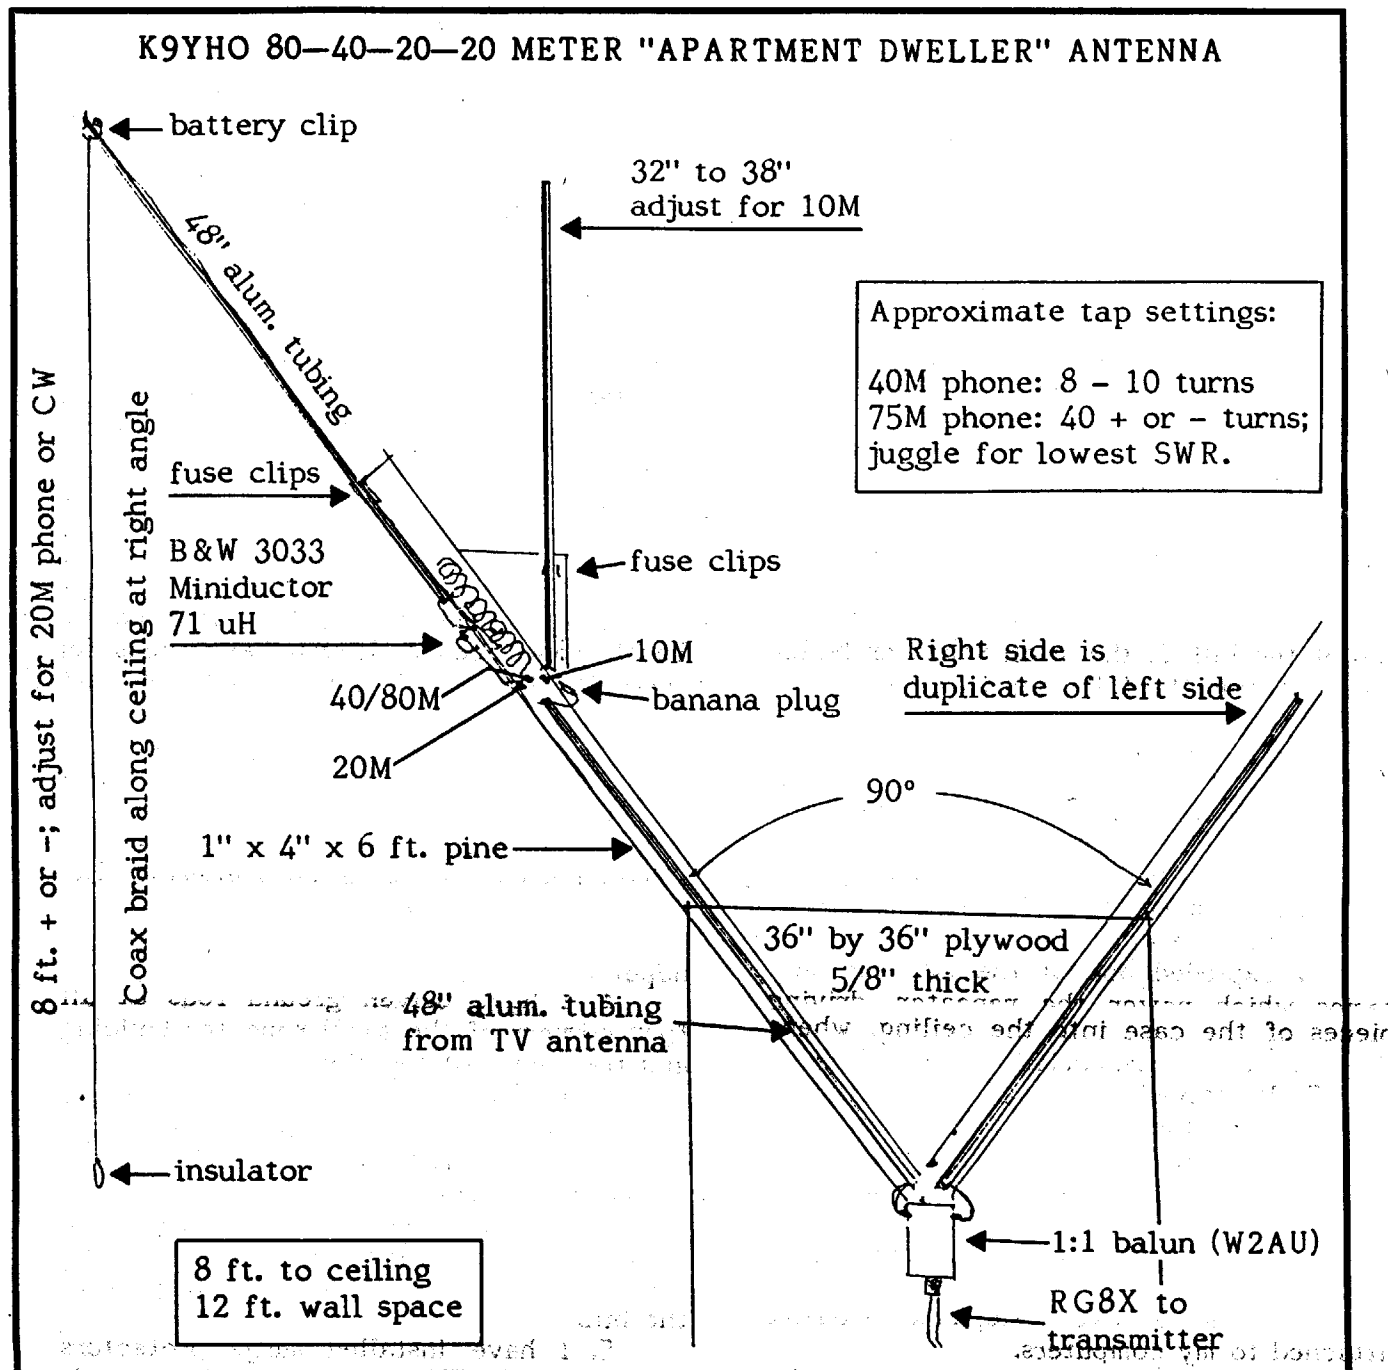 K9YHO 80—40—20—20 METER "APARTMENT DWELLER" ANTENNA
battery clip
32" to 38"
adjust for 10M
48" alum. tubing
Approximate tap settings:
40M phone: 8 - 10 turns
75M phone: 40 + or - turns;
juggle for lowest SWR.
8 ft. + or -; adjust for 20M phone or CW
Coax braid along ceiling at right angle
fuse clips
B&W 3033
Miniductor
71 uH
fuse clips
10M
40/80M
banana plug
20M
Right side is
duplicate of left side
90°
1" x 4" x 6 ft. pine
36" by 36" plywood
5/8" thick
48" alum. tubing
from TV antenna
insulator
8 ft. to ceiling
12 ft. wall space
1:1 balun (W2AU)
RG8X to
transmitter